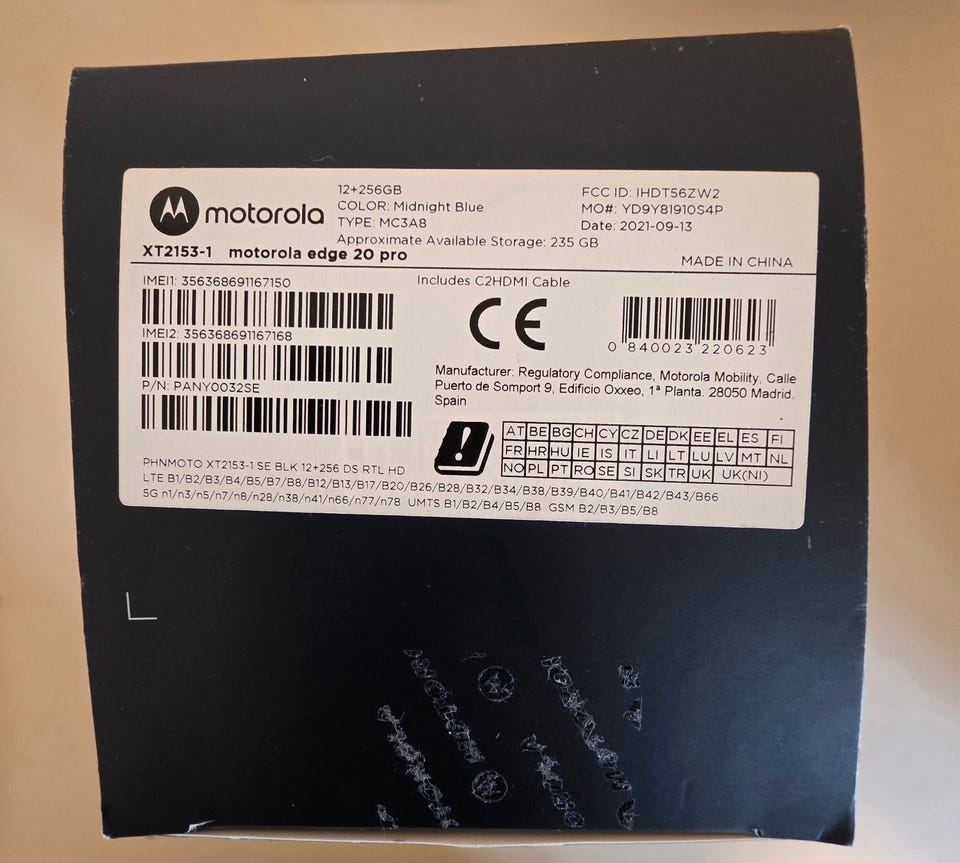 motorola
12+256GB
COLOR: Midnight Blue
TYPE: MC3A8
Approximate Available Storage: 235 GB
FCC ID: IHDT56ZW2
MO#: YD9Y81910S4P
Date: 2021-09-13
XT2153-1 motorola edge 20 pro
MADE IN CHINA
IMEI1: 356368691167150
IMEI2: 356368691167168
P/N: PANY0032SE
Includes C2HDMI Cable
CE
0 840023 220623
Manufacturer: Regulatory Compliance, Motorola Mobility, Calle
Puerto de Somport 9, Edificio Oxxeo, 1ª Planta. 28050 Madrid.
Spain
AT BE BG CH CY CZ DE DK EE EL ES FI
FR HR HU IE IS IT LI LT LU LV MT NL
NO PL PT RO SE SI SK TR UK UK(NI)
PHNMOTO XT2153-1 SE BLK 12+256 DS RTL HD
LTE B1/B2/B3/B4/B5/B7/B8/B12/B13/B17/B20/B26/B28/B32/B34/B38/B39/B40/B41/B42/B43/B66
5G n1/n3/n5/n7/n8/n28/n38/n41/n66/n77/n78 UMTS B1/B2/B4/B5/B8 GSM B2/B3/B5/B8